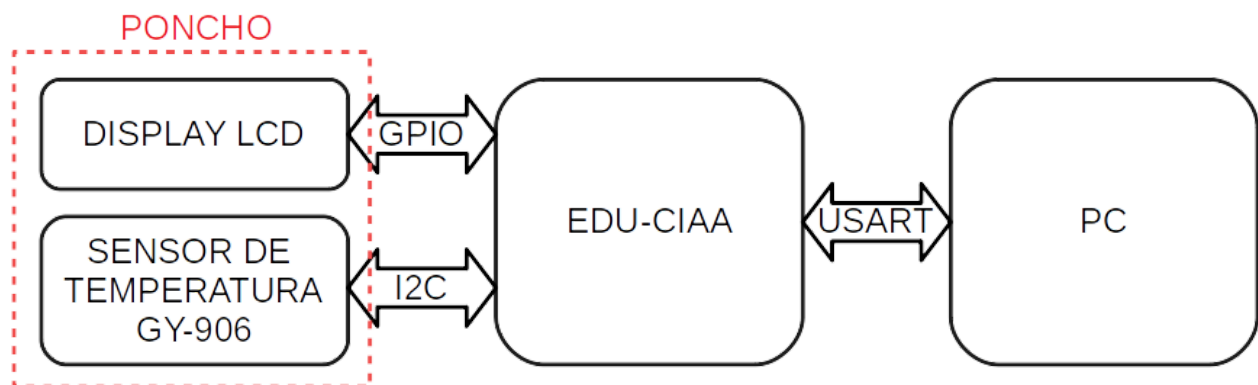 PONCHO
DISPLAY LCD
GPIO
SENSOR DE
TEMPERATURA
GY-906
I2C
EDU-CIAA
USART
PC